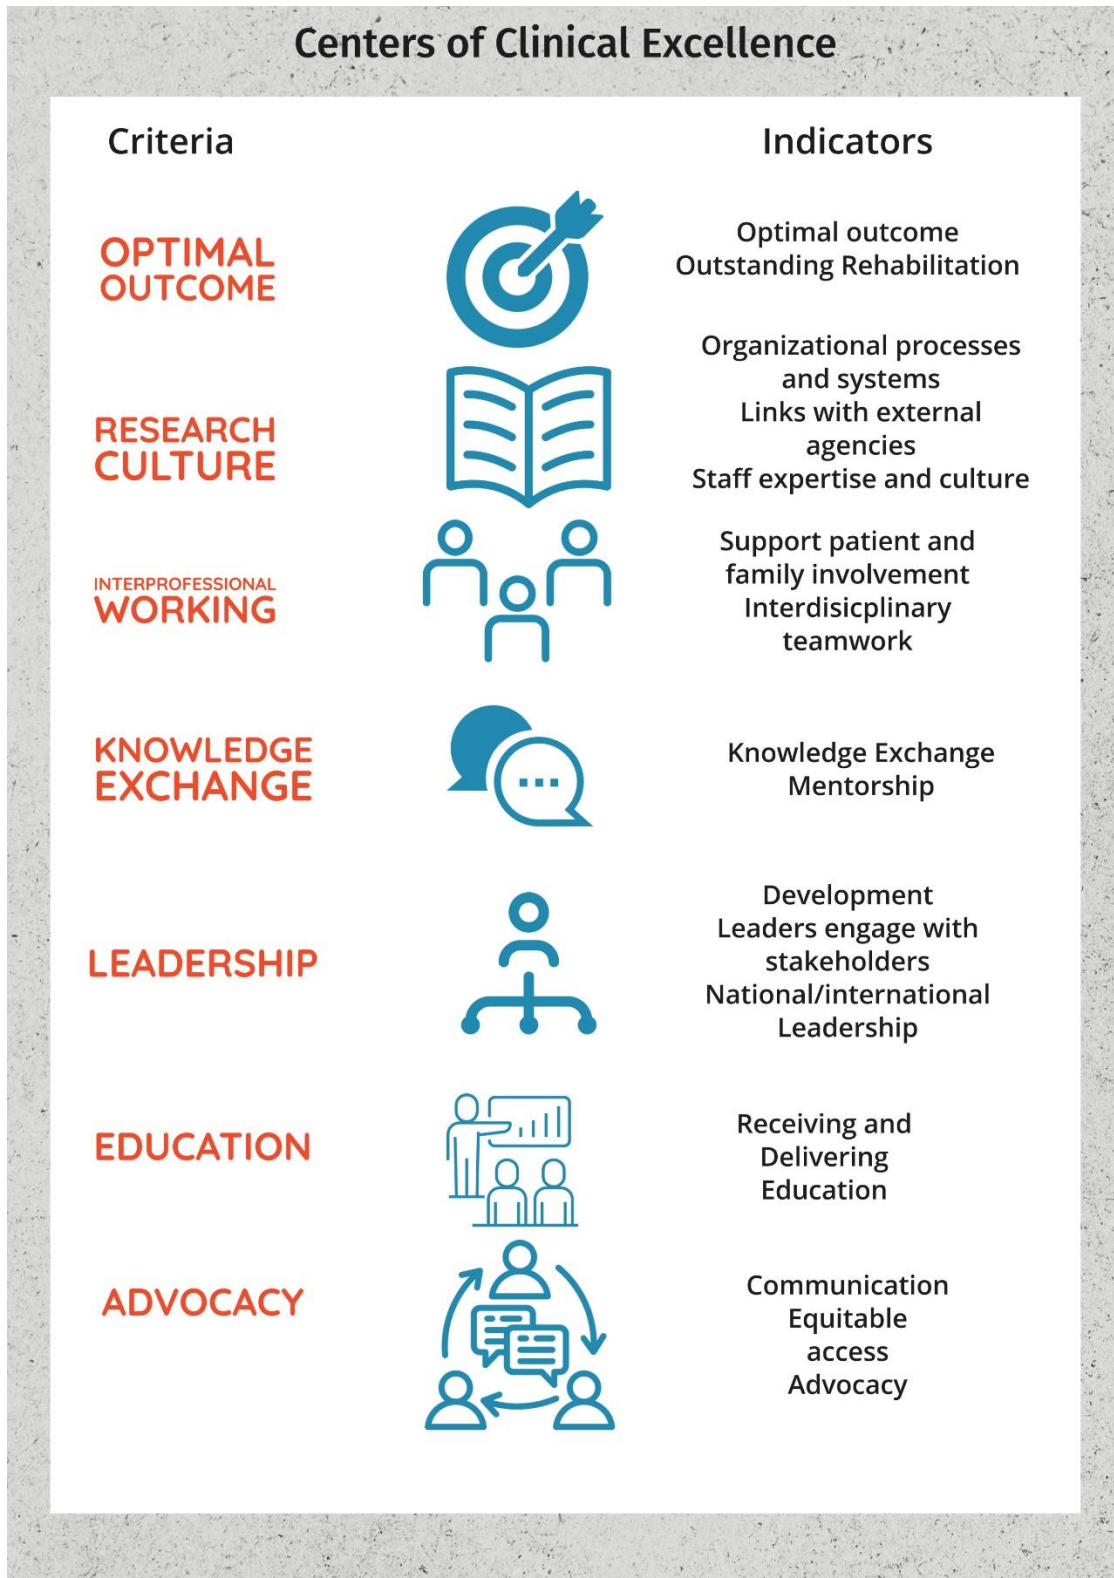 Centers of Clinical Excellence
Criteria
Indicators
OPTIMAL
OUTCOME
Optimal outcome
Outstanding Rehabilitation
RESEARCH
CULTURE
Organizational processes
and systems
Links with external
agencies
Staff expertise and culture
INTERPROFESSIONAL
WORKING
Support patient and
family involvement
Interdisicplinary
teamwork
KNOWLEDGE
EXCHANGE
Knowledge Exchange
Mentorship
LEADERSHIP
Development
Leaders engage with
stakeholders
National/international
Leadership
EDUCATION
Receiving and
Delivering
Education
ADVOCACY
Communication
Equitable
access
Advocacy